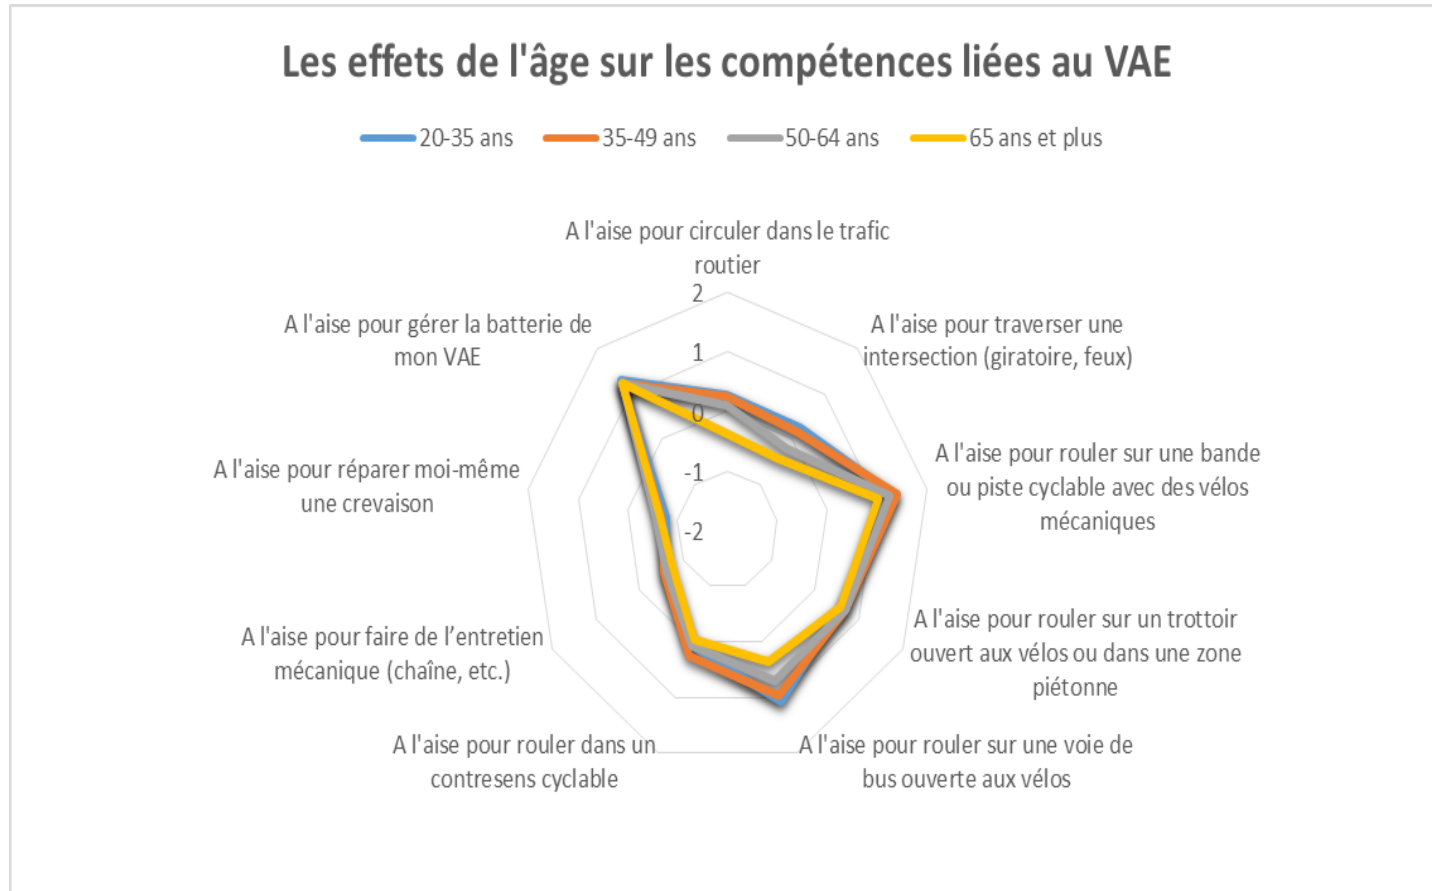 Les effets de l'âge sur les compétences liées au VAE
20-35 ans 35-49 ans 50-64 ans 65 ans et plus
A l'aise pour circuler dans le trafic
routier
2
1
0
-1
-2
A l'aise pour traverser une
intersection (giratoire, feux)
A l'aise pour rouler sur une bande
ou piste cyclable avec des vélos
mécaniques
A l'aise pour rouler sur un trottoir
ouvert aux vélos ou dans une zone
piétonne
A l'aise pour rouler sur une voie de
bus ouverte aux vélos
A l'aise pour rouler dans un
contresens cyclable
A l'aise pour faire de l’entretien
mécanique (chaîne, etc.)
A l'aise pour réparer moi-même
une crevaison
A l'aise pour gérer la batterie de
mon VAE